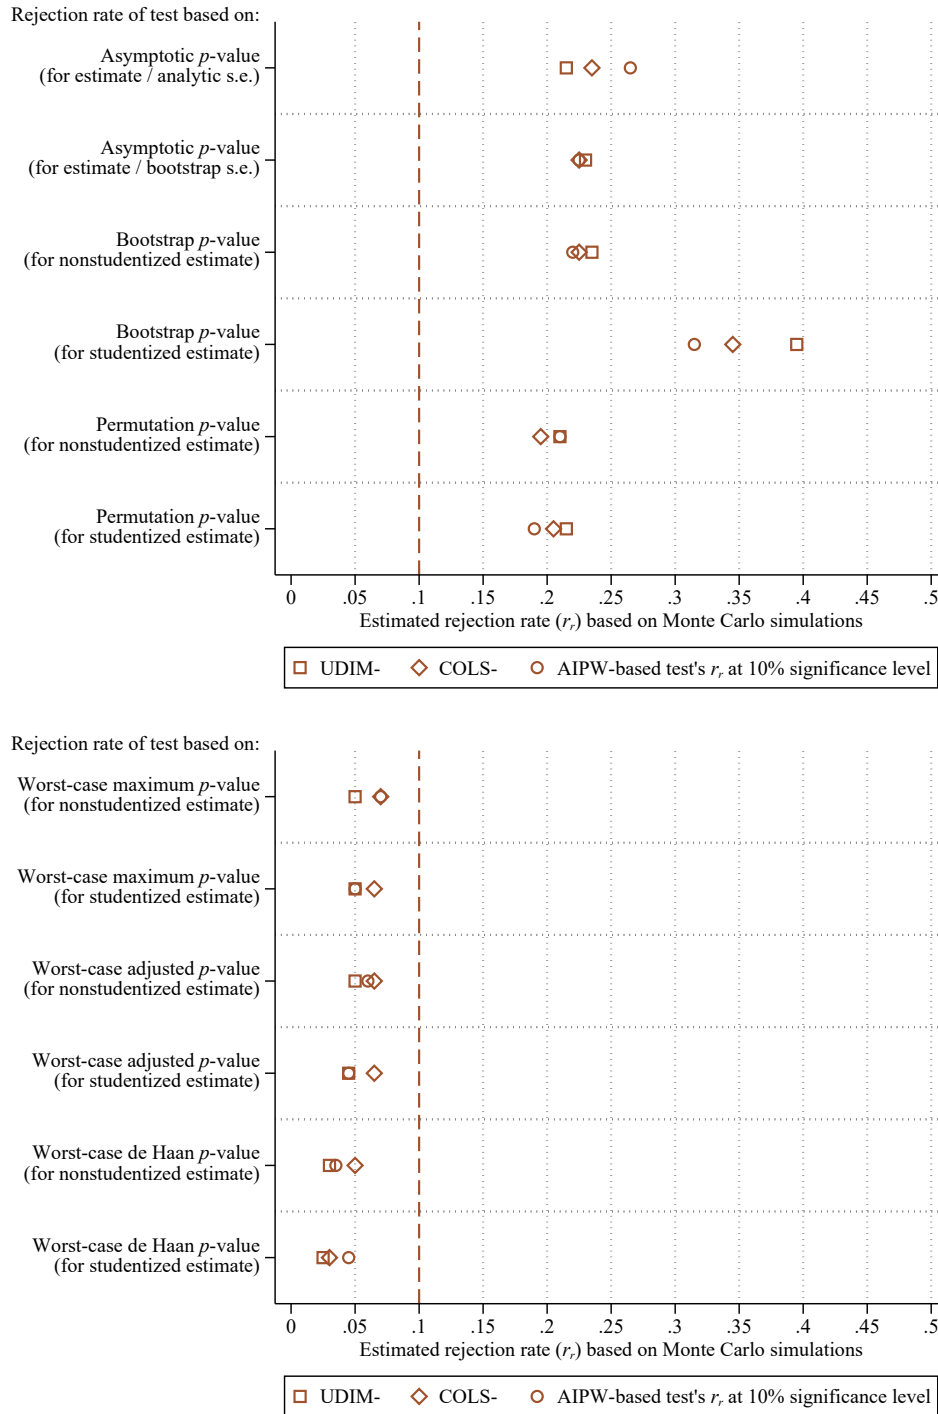 Rejection rate of test based on:
Asymptotic p-value
(for estimate / analytic s.e.)
Asymptotic p-value
(for estimate / bootstrap s.e.)
Bootstrap p-value
(for nonstudentized estimate)
Bootstrap p-value
(for studentized estimate)
Permutation p-value
(for nonstudentized estimate)
Permutation p-value
(for studentized estimate)
0 .05 .1 .15 .2 .25 .3 .35 .4 .45 .5
Estimated rejection rate (r_r) based on Monte Carlo simulations
UDIM- COLS- AIPW-based test's r_r at 10% significance level
Rejection rate of test based on:
Worst-case maximum p-value
(for nonstudentized estimate)
Worst-case maximum p-value
(for studentized estimate)
Worst-case adjusted p-value
(for nonstudentized estimate)
Worst-case adjusted p-value
(for studentized estimate)
Worst-case de Haan p-value
(for nonstudentized estimate)
Worst-case de Haan p-value
(for studentized estimate)
0 .05 .1 .15 .2 .25 .3 .35 .4 .45 .5
Estimated rejection rate (r_r) based on Monte Carlo simulations
UDIM- COLS- AIPW-based test's r_r at 10% significance level